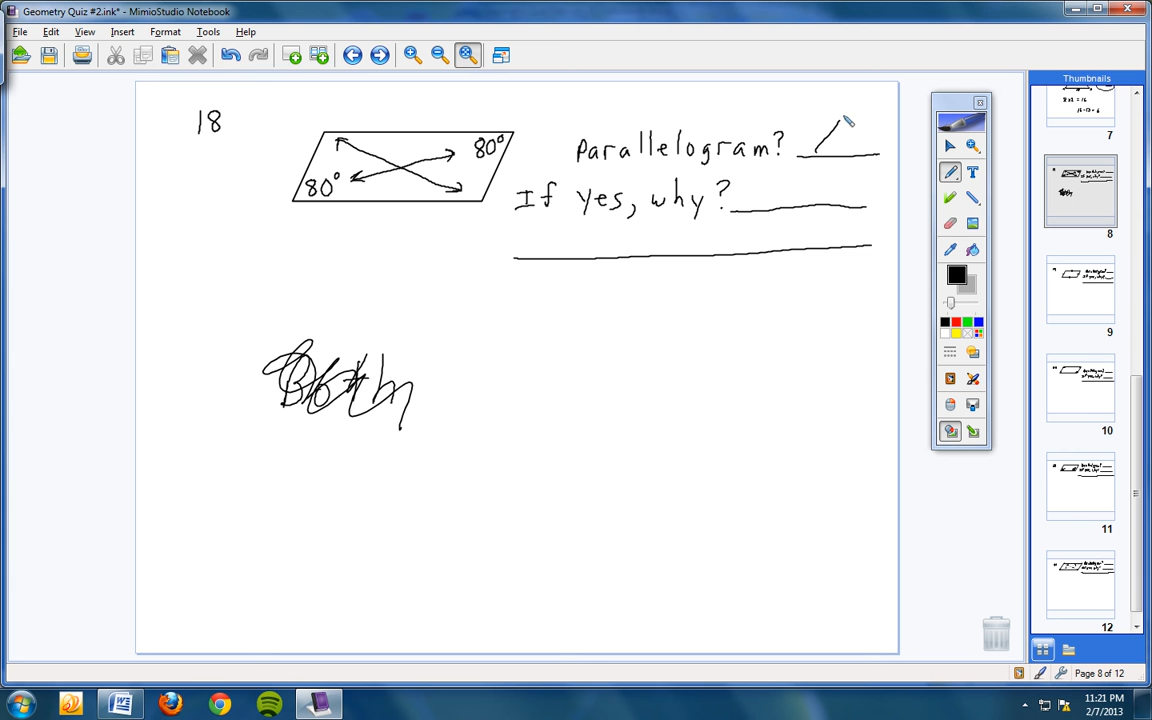 Geometry Quiz #2.ink* - MimioStudio Notebook
File Edit View Insert Format Tools Help
Thumbnails
18
80°
80°
Parallelogram?
If yes, why?
7
8
9
10
11
12
Page 8 of 12
11:21 PM
2/7/2013